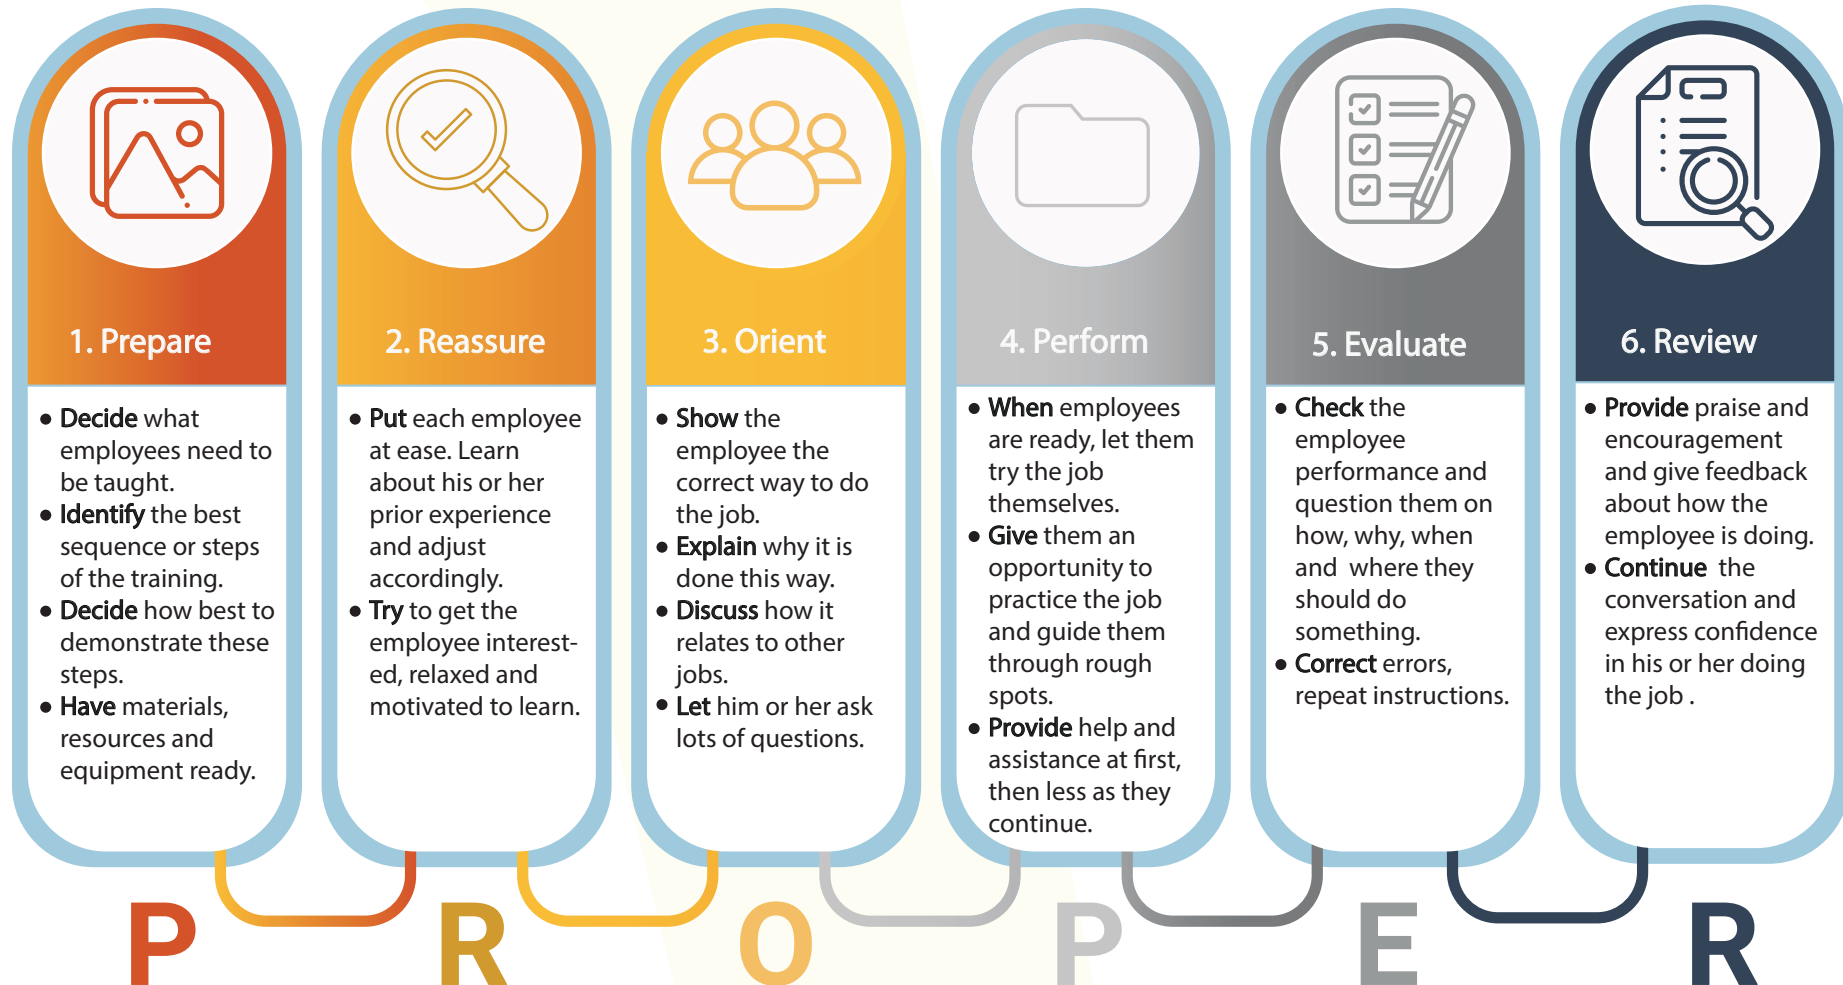 1. Prepare
• Decide what
employees need to
be taught.
• Identify the best
sequence or steps
of the training.
• Decide how best to
demonstrate these
steps.
• Have materials,
resources and
equipment ready.
2. Reassure
• Put each employee
at ease. Learn
about his or her
prior experience
and adjust
accordingly.
• Try to get the
employee interest-
ed, relaxed and
motivated to learn.
3. Orient
• Show the
employee the
correct way to do
the job.
• Explain why it is
done this way.
• Discuss how it
relates to other
jobs.
• Let him or her ask
lots of questions.
4. Perform
• When employees
are ready, let them
try the job
themselves.
• Give them an
opportunity to
practice the job
and guide them
through rough
spots.
• Provide help and
assistance at first,
then less as they
continue.
5. Evaluate
• Check the
employee
performance and
question them on
how, why, when
and where they
should do
something.
• Correct errors,
repeat instructions.
6. Review
• Provide praise and
encouragement
and give feedback
about how the
employee is doing.
• Continue the
conversation and
express confidence
in his or her doing
the job .
P R O P E R